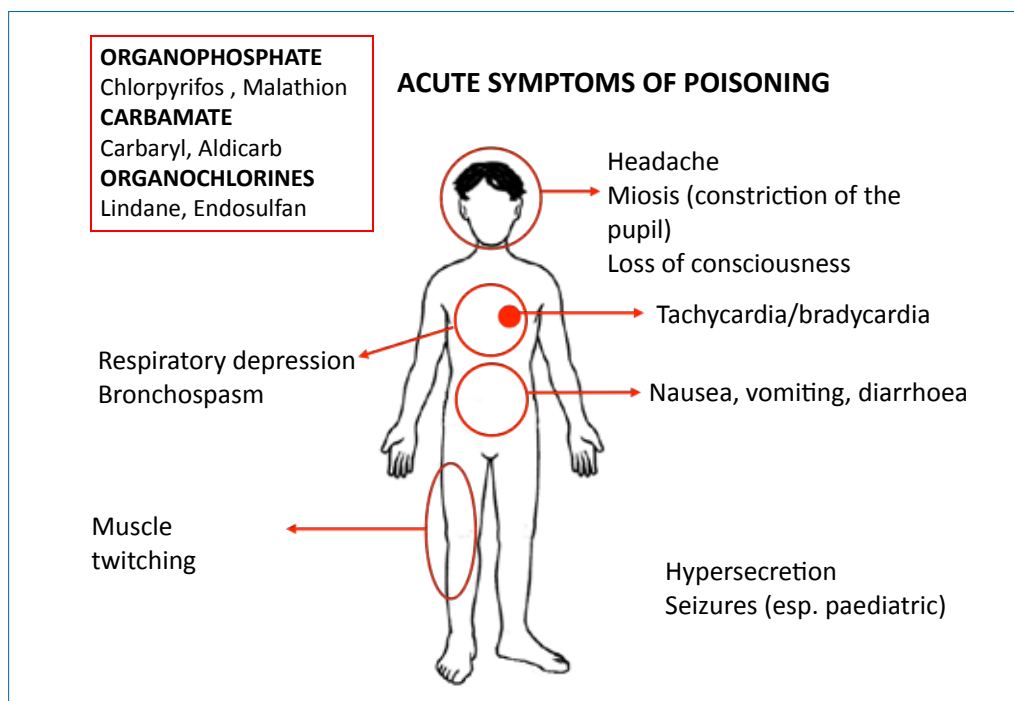 ORGANOPHOSPHATE
Chlorpyrifos , Malathion
CARBAMATE
Carbaryl, Aldicarb
ORGANOCHLORINES
Lindane, Endosulfan
ACUTE SYMPTOMS OF POISONING
Headache
Miosis (constriction of the
pupil)
Loss of consciousness
Tachycardia/bradycardia
Respiratory depression
Bronchospasm
Nausea, vomiting, diarrhoea
Muscle
twitching
Hypersecretion
Seizures (esp. paediatric)